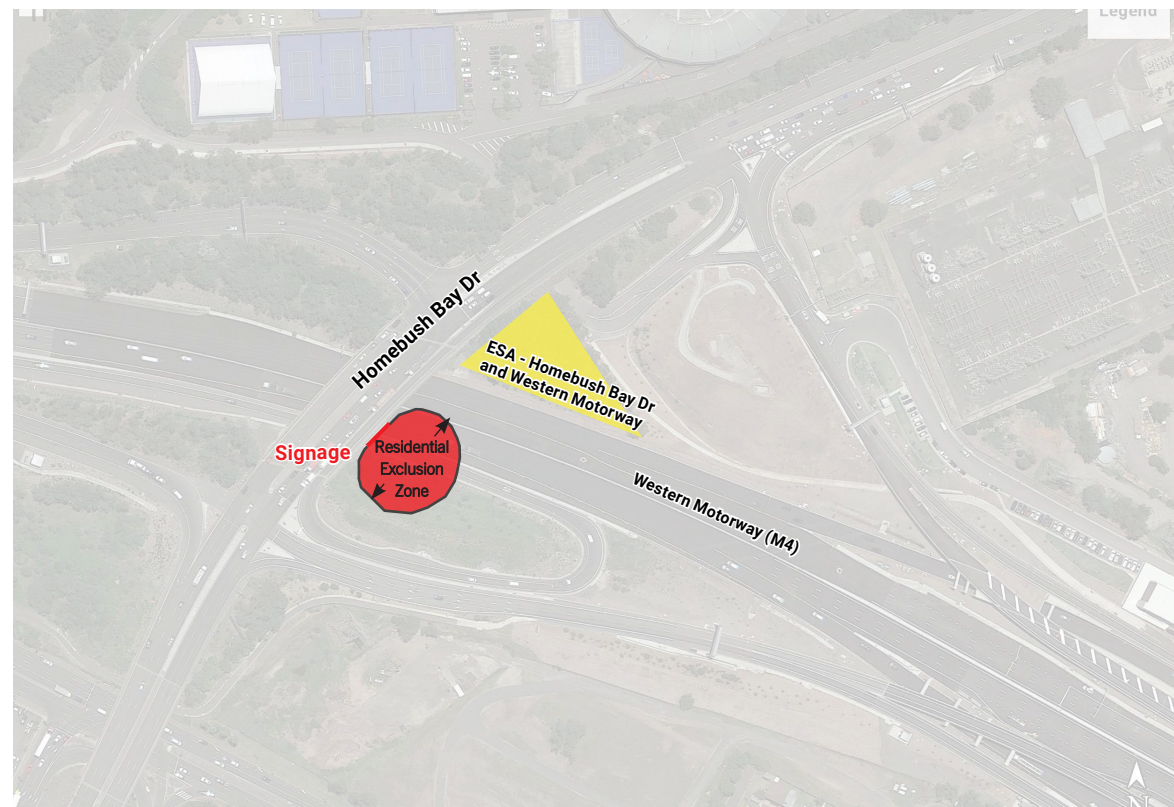 Legend
Homebush Bay Dr
ESA - Homebush Bay Dr
and Western Motorway
Signage
Residential
Exclusion
Zone
Western Motorway (M4)
N